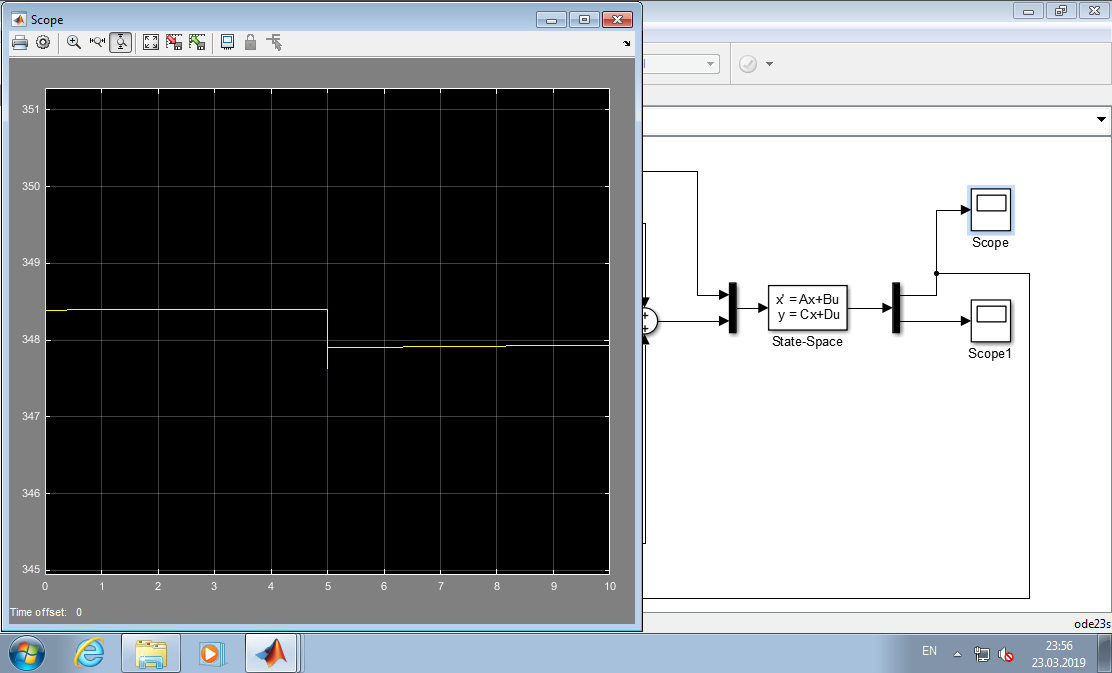 Scope
351
350
349
348
347
346
345
0 1 2 3 4 5 6 7 8 9 10
Time offset: 0
Scope
x' = Ax+Bu
y = Cx+Du
State-Space
Scope1
+
+
ode23s
EN
23:56
23.03.2019